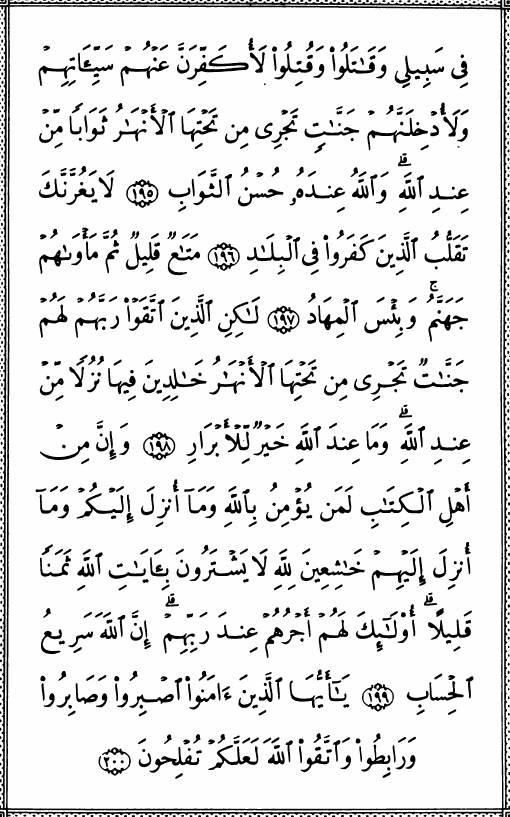 فِى سَبِيلِى وَقَٰتَلُوا۟ وَقُتِلُوا۟ لَأُكَفِّرَنَّ عَنْهُمْ سَيِّـَٔاتِهِمْ
وَلَأُدْخِلَنَّهُمْ جَنَّٰتٍ تَجْرِى مِن تَحْتِهَا ٱلْأَنْهَٰرُ ثَوَابًا مِّنْ
عِندِ ٱللَّهِ ۗ وَٱللَّهُ عِندَهُۥ حُسْنُ ٱلثَّوَابِ ١٩٥ لَا يَغُرَّنَّكَ
تَقَلُّبُ ٱلَّذِينَ كَفَرُوا۟ فِى ٱلْبِلَٰدِ ١٩٦ مَتَٰعٌ قَلِيلٌ ثُمَّ مَأْوَىٰهُمْ
جَهَنَّمُ ۚ وَبِئْسَ ٱلْمِهَادُ ١٩٧ لَٰكِنِ ٱلَّذِينَ ٱتَّقَوْا۟ رَبَّهُمْ لَهُمْ
جَنَّٰتٌ تَجْرِى مِن تَحْتِهَا ٱلْأَنْهَٰرُ خَٰلِدِينَ فِيهَا نُزُلًا مِّنْ
عِندِ ٱللَّهِ ۗ وَمَا عِندَ ٱللَّهِ خَيْرٌ لِّلْأَبْرَارِ ١٩٨ وَإِنَّ مِنْ
أَهْلِ ٱلْكِتَٰبِ لَمَن يُؤْمِنُ بِٱللَّهِ وَمَآ أُنزِلَ إِلَيْكُمْ وَمَآ
أُنزِلَ إِلَيْهِمْ خَٰشِعِينَ لِلَّهِ لَا يَشْتَرُونَ بِـَٔايَٰتِ ٱللَّهِ ثَمَنًا
قَلِيلًا ۗ أُو۟لَٰٓئِكَ لَهُمْ أَجْرُهُمْ عِندَ رَبِّهِمْ ۗ إِنَّ ٱللَّهَ سَرِيعُ
ٱلْحِسَابِ ١٩٩ يَٰٓأَيُّهَا ٱلَّذِينَ ءَامَنُوا۟ ٱصْبِرُوا۟ وَصَابِرُوا۟
وَرَابِطُوا۟ وَٱتَّقُوا۟ ٱللَّهَ لَعَلَّكُمْ تُفْلِحُونَ ٢٠٠